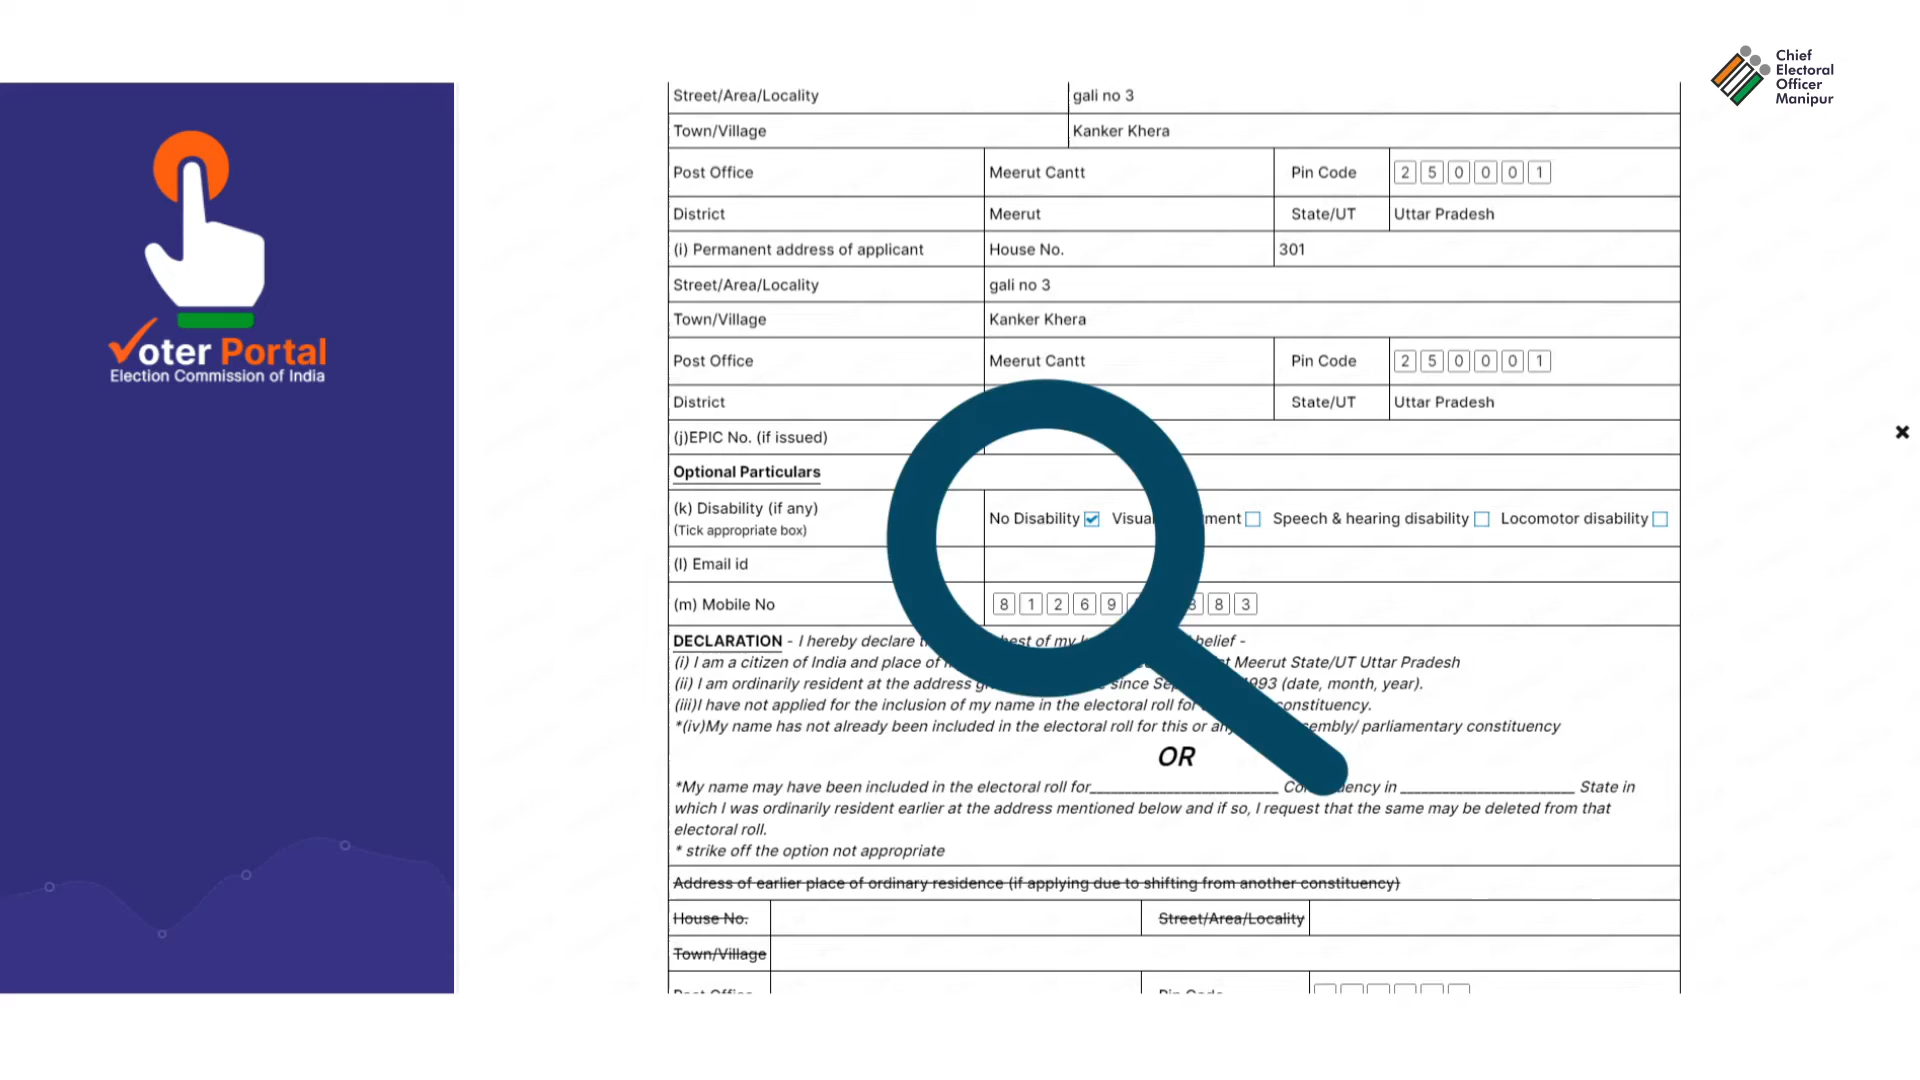 Chief
Electoral
Officer
Manipur
Voter Portal
Election Commission of India
Street/Area/Locality gali no 3
Town/Village Kanker Khera
Post Office Meerut Cantt Pin Code 2 5 0 0 0 1
District Meerut State/UT Uttar Pradesh
(i) Permanent address of applicant House No. 301
Street/Area/Locality gali no 3
Town/Village Kanker Khera
Post Office Meerut Cantt Pin Code 2 5 0 0 0 1
District State/UT Uttar Pradesh
(j)EPIC No. (if issued)
Optional Particulars
(k) Disability (if any)
(Tick appropriate box)
No Disability Speech & hearing disability Locomotor disability
(l) Email id
(m) Mobile No 8 1 2 6 9 8 3
DECLARATION - I hereby declare best of my belief -
(i) I am a citizen of India and place of Meerut State/UT Uttar Pradesh
(ii) I am ordinarily resident at the address since 1993 (date, month, year).
(iii)I have not applied for the inclusion of my name in the electoral roll for constituency.
*(iv)My name has not already been included in the electoral roll for this or parliamentary constituency
OR
*My name may have been included in the electoral roll for in State in
which I was ordinarily resident earlier at the address mentioned below and if so, I request that the same may be deleted from that
electoral roll.
* strike off the option not appropriate
Address of earlier place of ordinary residence (if applying due to shifting from another constituency)
House No. Street/Area/Locality
Town/Village